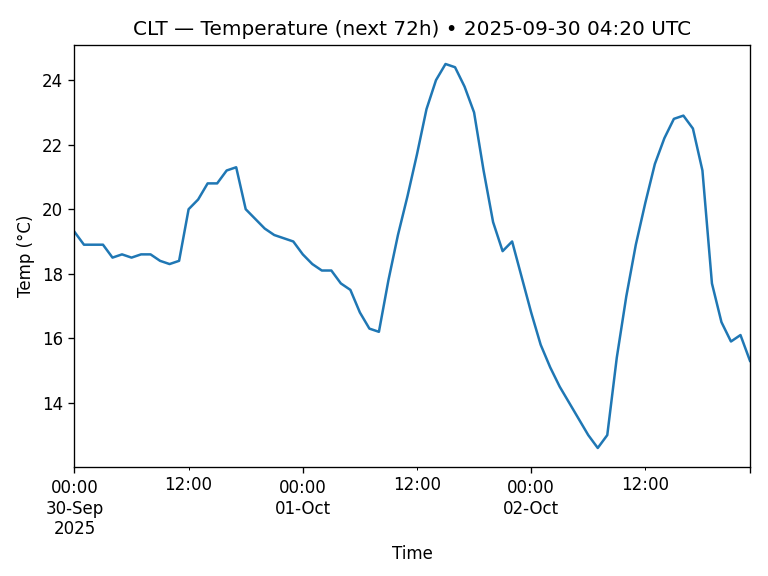 CLT — Temperature (next 72h) • 2025-09-30 04:20 UTC
Temp (°C)
24
22
20
18
16
14
00:00 12:00 00:00 12:00 00:00 12:00
30-Sep 01-Oct 02-Oct
2025
Time